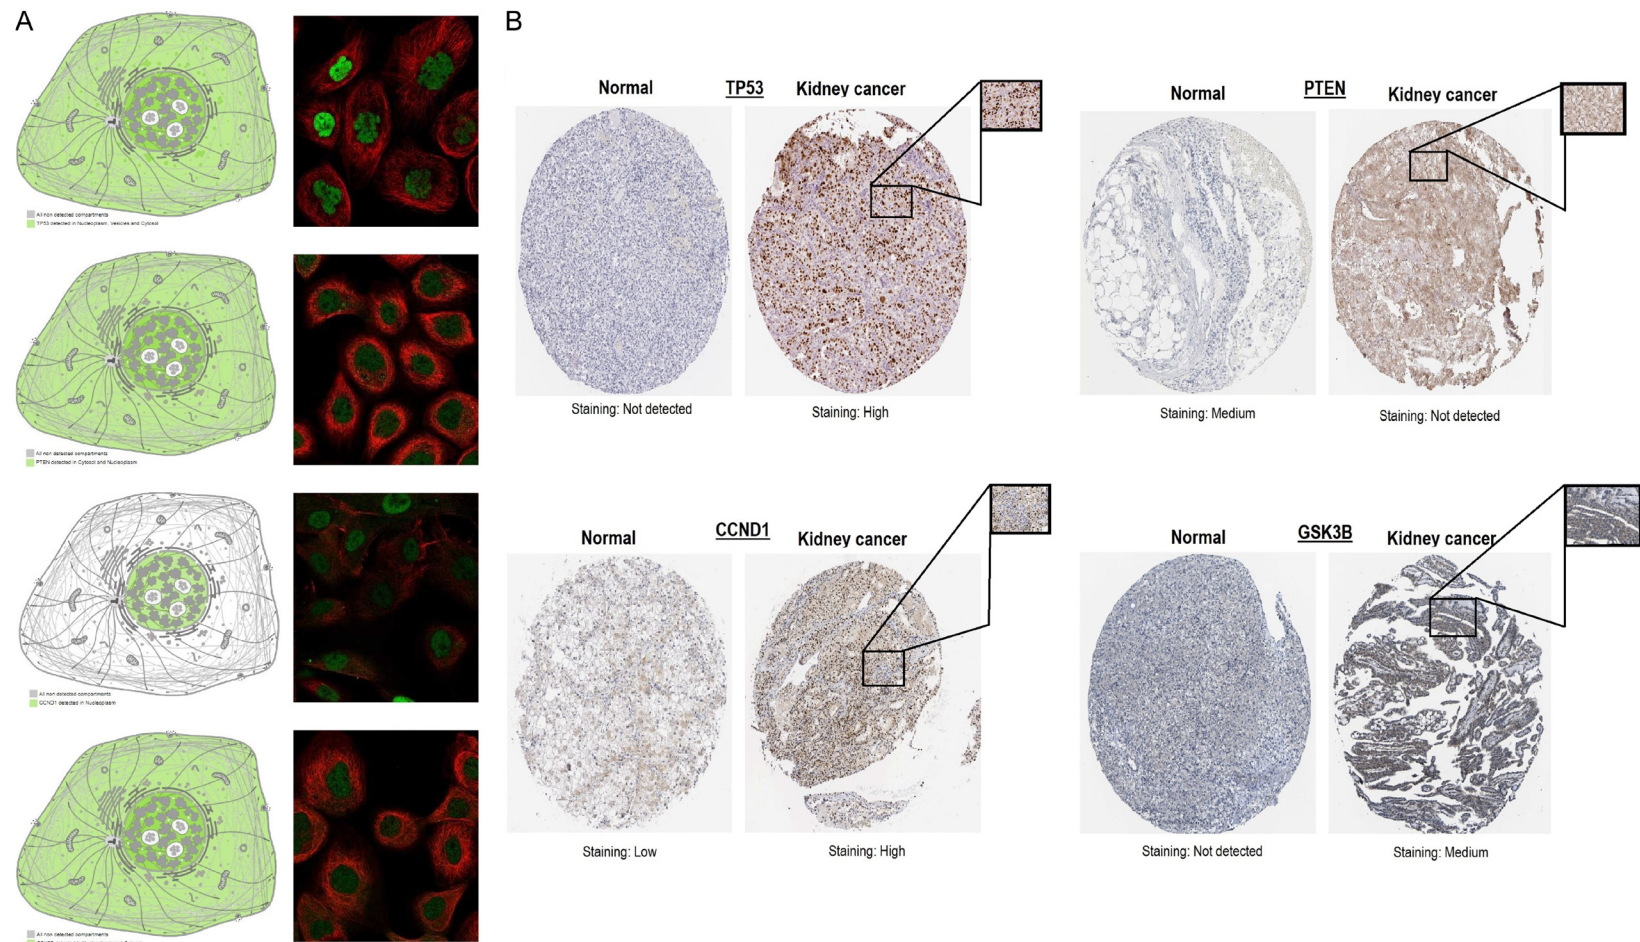 A
All non detected compartments
TP53 detected in Nucleoplasm, Vesicles and Cytosol
All non detected compartments
PTEN detected in Cytosol and Nucleoplasm
All non detected compartments
CCND1 detected in Nucleoplasm
All non detected compartments
B
Normal TP53 Kidney cancer
Staining: Not detected Staining: High
Normal PTEN Kidney cancer
Staining: Medium Staining: Not detected
Normal CCND1 Kidney cancer
Staining: Low Staining: High
Normal GSK3B Kidney cancer
Staining: Not detected Staining: Medium